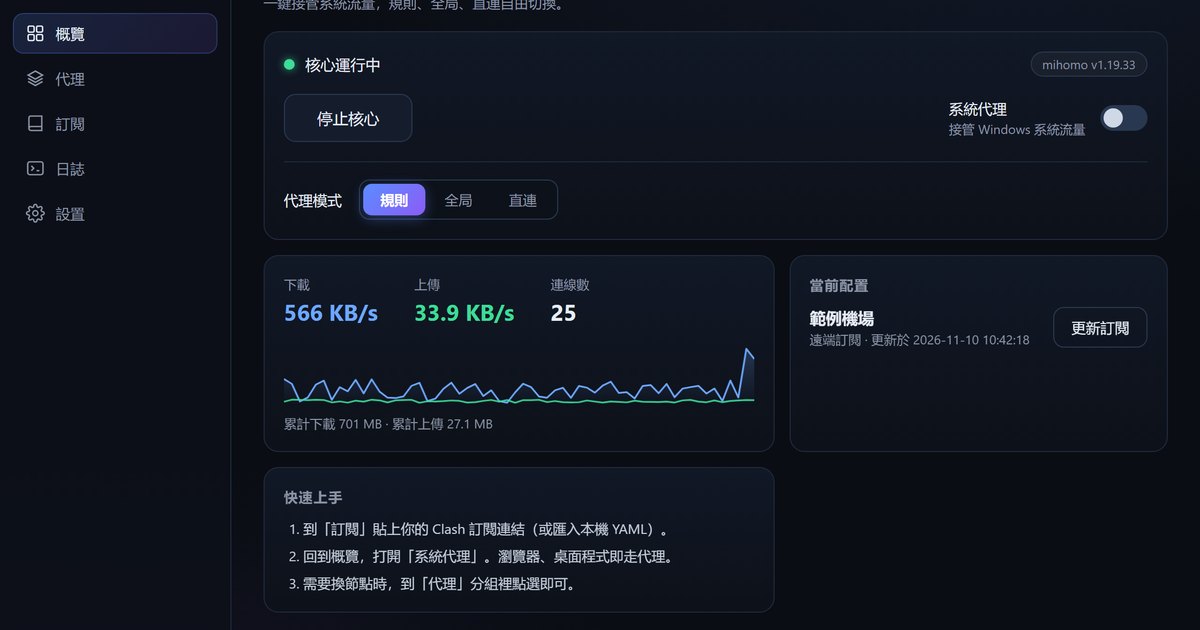 一鍵接管系統流量，規則、全局、直連自由切換。
概覽
代理
訂閱
日誌
設置
核心運行中
mihomo v1.19.33
停止核心
系統代理
接管 Windows 系統流量
代理模式
規則
全局
直連
下載
上傳
連線數
566 KB/s
33.9 KB/s
25
累計下載 701 MB · 累計上傳 27.1 MB
當前配置
範例機場
遠端訂閱 · 更新於 2026-11-10 10:42:18
更新訂閱
快速上手
1. 到「訂閱」貼上你的 Clash 訂閱連結（或匯入本機 YAML）。
2. 回到概覽，打開「系統代理」。瀏覽器、桌面程式即走代理。
3. 需要換節點時，到「代理」分組裡點選即可。